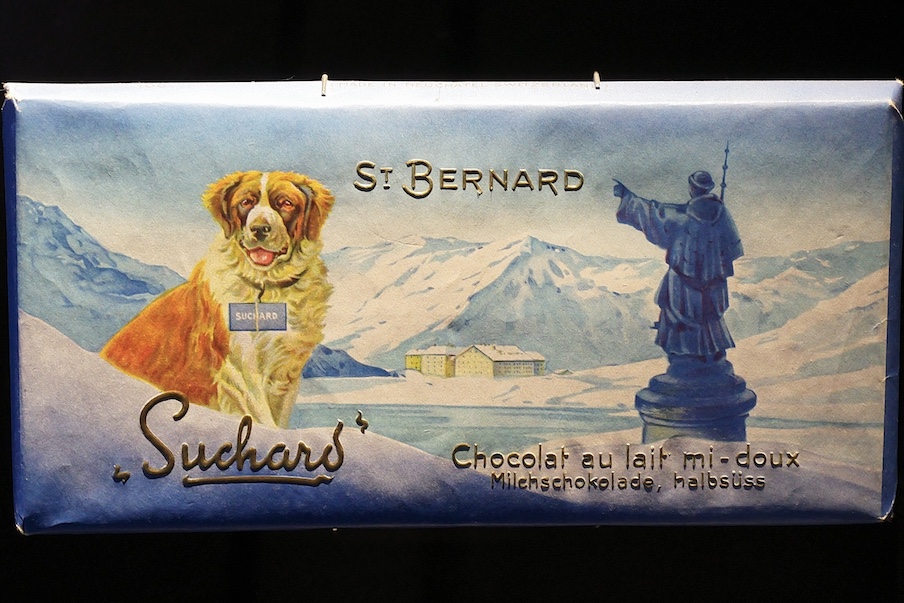 MADE IN NEUCHATEL SWITZERLAND
ST BERNARD
SUCHARD
„Suchard”
Chocolat au lait mi-doux
Milchschokolade, halbsüss